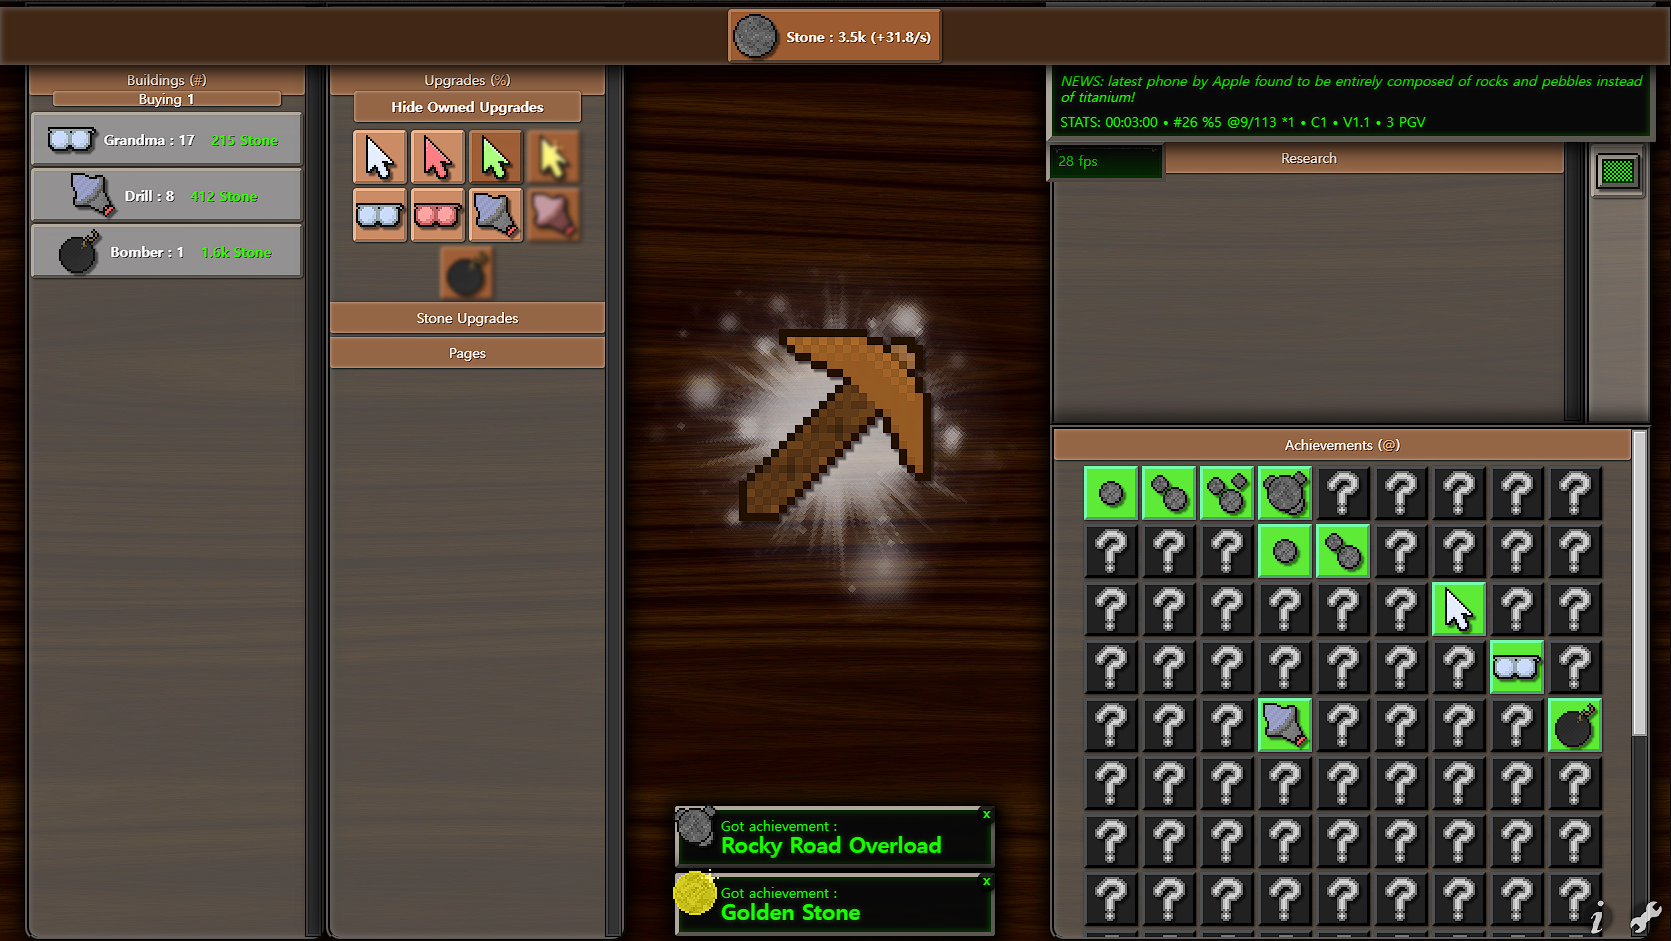 Stone : 3.5k (+31.8/s)
Buildings (#)
Buying 1
Grandma : 17 215 Stone
Drill : 8 412 Stone
Bomber : 1 1.6k Stone
Upgrades (%)
Hide Owned Upgrades
Stone Upgrades
Pages
NEWS: latest phone by Apple found to be entirely composed of rocks and pebbles instead
of titanium!
STATS: 00:03:00 • #26 %5 @9/113 *1 • C1 • V1.1 • 3 PGV
28 fps
Research
Achievements (@)
Got achievement :
Rocky Road Overload
x
Got achievement :
Golden Stone
x